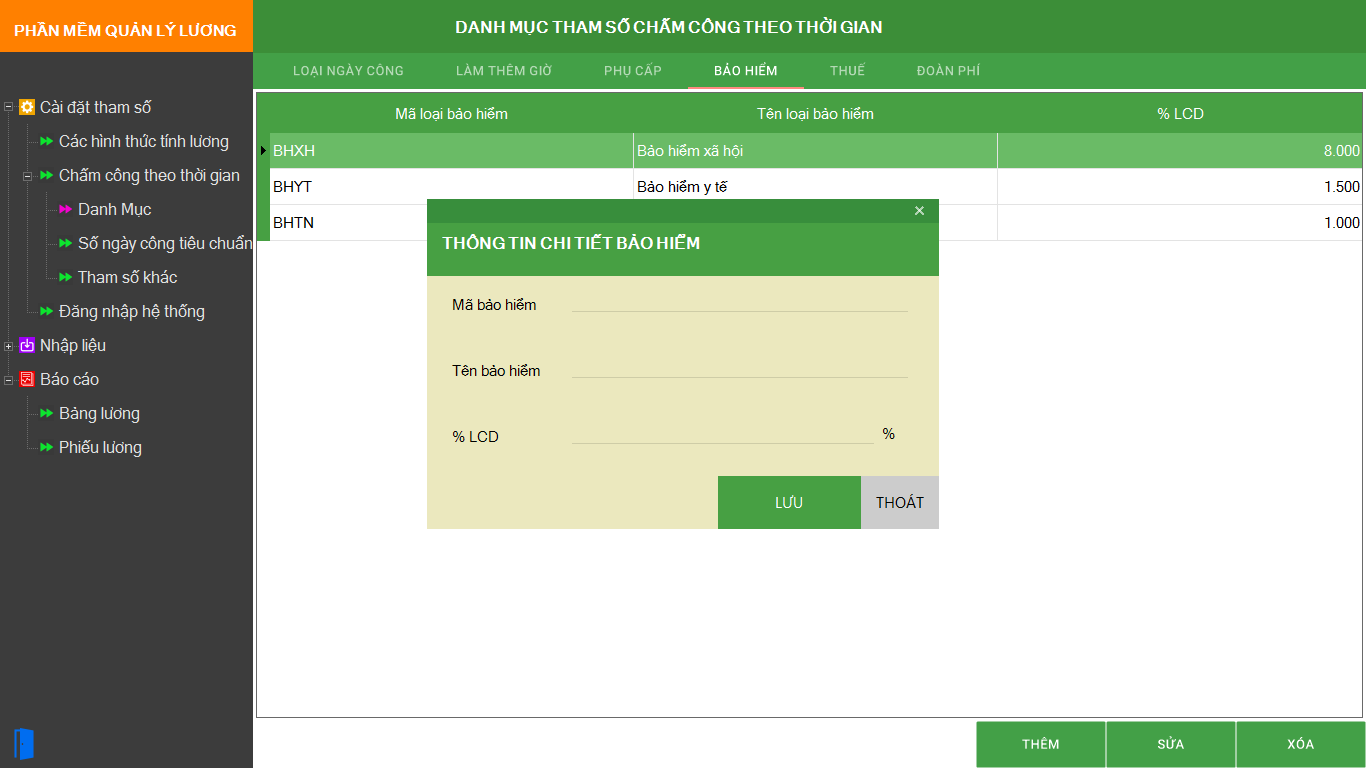 PHẦN MỀM QUẢN LÝ LƯƠNG
DANH MỤC THAM SỐ CHẤM CÔNG THEO THỜI GIAN
LOẠI NGÀY CÔNG LÀM THÊM GIỜ PHỤ CẤP BẢO HIỂM THUẾ ĐOÀN PHÍ
Cài đặt tham số
Các hình thức tính lương
Chấm công theo thời gian
Danh Mục
Số ngày công tiêu chuẩn
Tham số khác
Đăng nhập hệ thống
Nhập liệu
Báo cáo
Bảng lương
Phiếu lương
Mã loại bảo hiểm Tên loại bảo hiểm % LCD
BHXH Bảo hiểm xã hội 8.000
BHYT Bảo hiểm y tế 1.500
BHTN 1.000
THÔNG TIN CHI TIẾT BẢO HIỂM
Mã bảo hiểm
Tên bảo hiểm
% LCD %
LƯU THOÁT
THÊM SỬA XÓA